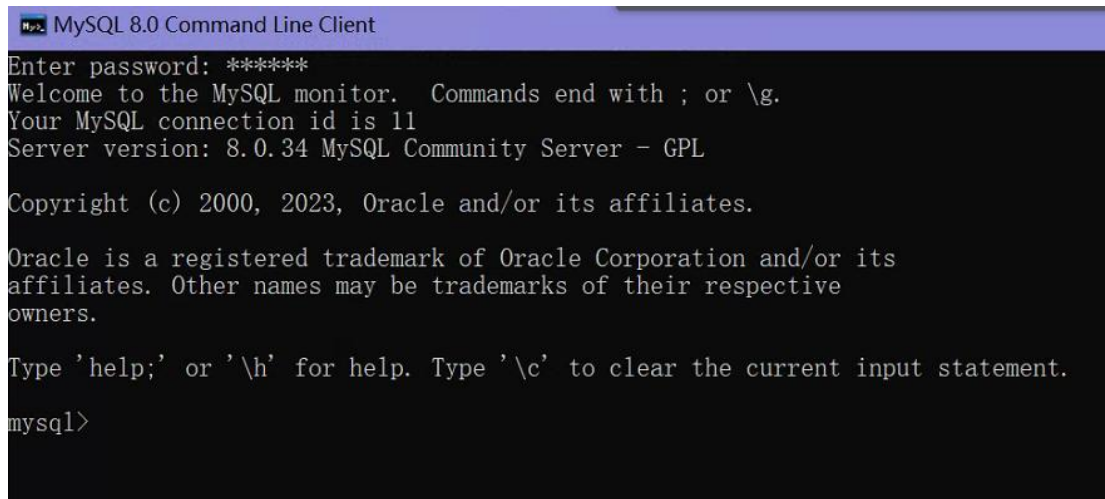 MySQL 8.0 Command Line Client
Enter password: ******
Welcome to the MySQL monitor.  Commands end with ; or \g.
Your MySQL connection id is 11
Server version: 8.0.34 MySQL Community Server - GPL
Copyright (c) 2000, 2023, Oracle and/or its affiliates.
Oracle is a registered trademark of Oracle Corporation and/or its
affiliates. Other names may be trademarks of their respective
owners.
Type 'help;' or '\h' for help. Type '\c' to clear the current input statement.
mysql>